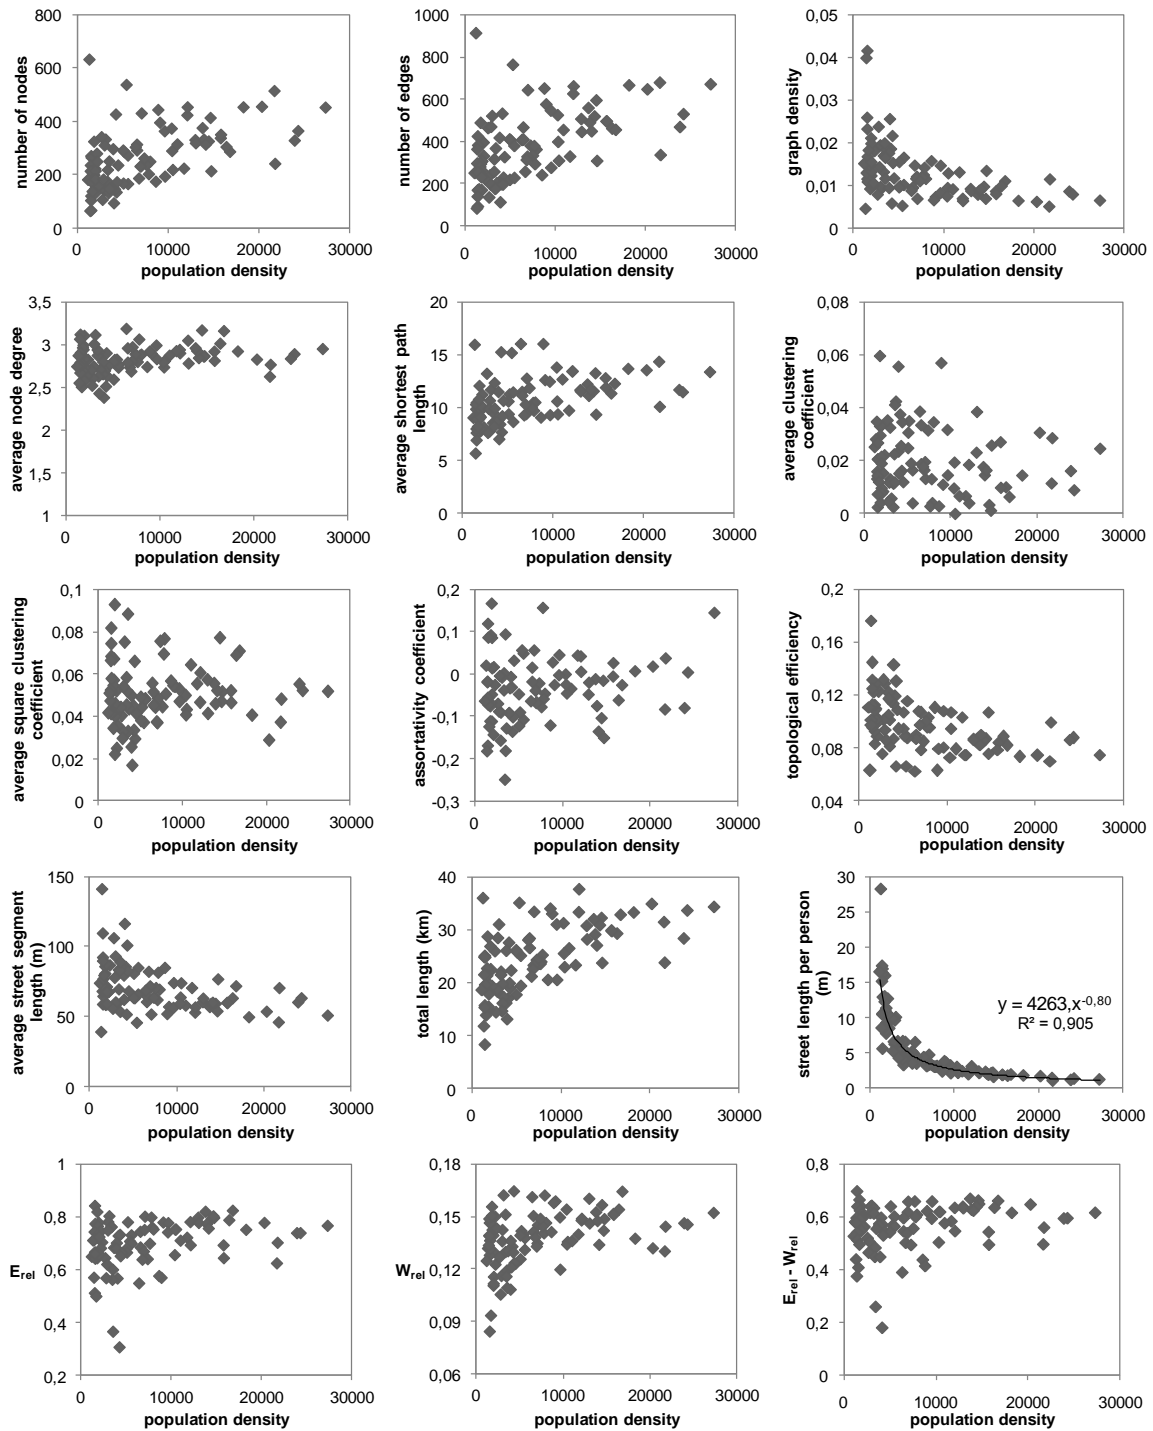 800
600
400
200
0
number of nodes
0 10000 20000 30000
population density
1000
800
600
400
200
0
number of edges
0 10000 20000 30000
population density
0,05
0,04
0,03
0,02
0,01
0
graph density
0 10000 20000 30000
population density
3,5
3
2,5
2
1,5
1
average node degree
0 10000 20000 30000
population density
20
15
10
5
0
average shortest path
length
0 10000 20000 30000
population density
0,08
0,06
0,04
0,02
0
average clustering
coefficient
0 10000 20000 30000
population density
0,1
0,08
0,06
0,04
0,02
0
average square clustering
coefficient
0 10000 20000 30000
population density
0,2
0,1
0
-0,1
-0,2
-0,3
assortativity coefficient
0 10000 20000 30000
population density
0,2
0,16
0,12
0,08
0,04
topological efficiency
0 10000 20000 30000
population density
150
100
50
0
average street segment
length (m)
0 10000 20000 30000
population density
40
30
20
10
0
total length (km)
0 10000 20000 30000
population density
30
25
20
15
10
5
0
street length per person
(m)
y = 4263,x^-0,80
R² = 0,905
0 10000 20000 30000
population density
1
0,8
0,6
0,4
0,2
E_rel
0 10000 20000 30000
population density
0,18
0,15
0,12
0,09
0,06
W_rel
0 10000 20000 30000
population density
0,8
0,6
0,4
0,2
0
E_rel - W_rel
0 10000 20000 30000
population density